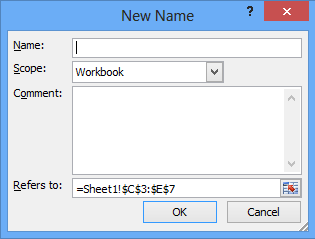 New Name
?
Name:
Scope: Workbook
Comment:
Refers to: =Sheet1!$C$3:$E$7
OK Cancel